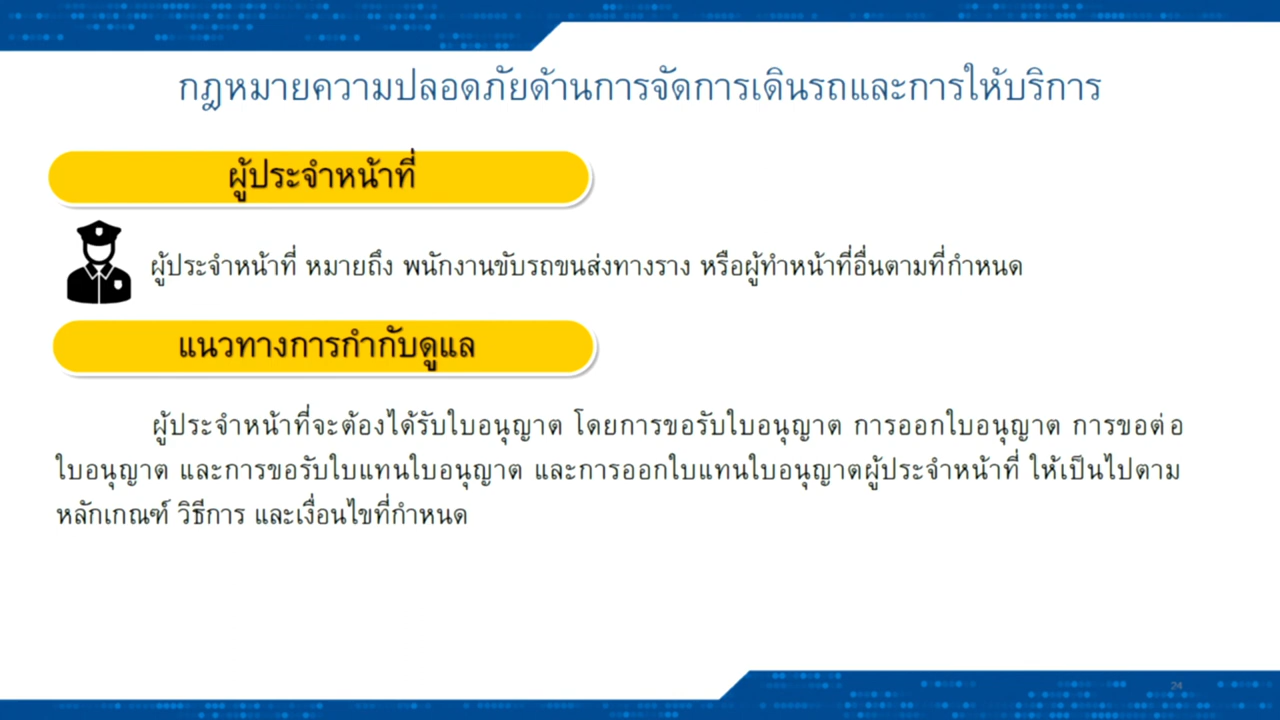 กฎหมายความปลอดภัยด้านการจัดการเดินรถและการให้บริการ
ผู้ประจำหน้าที่
ผู้ประจำหน้าที่ หมายถึง พนักงานขับรถขนส่งทางราง หรือผู้ทำหน้าที่อื่นตามที่กำหนด
แนวทางการกำกับดูแล
ผู้ประจำหน้าที่จะต้องได้รับใบอนุญาต โดยการขอรับใบอนุญาต การออกใบอนุญาต การขอต่อ
ใบอนุญาต และการขอรับใบแทนใบอนุญาต และการออกใบแทนใบอนุญาตผู้ประจำหน้าที่ ให้เป็นไปตาม
หลักเกณฑ์ วิธีการ และเงื่อนไขที่กำหนด
24